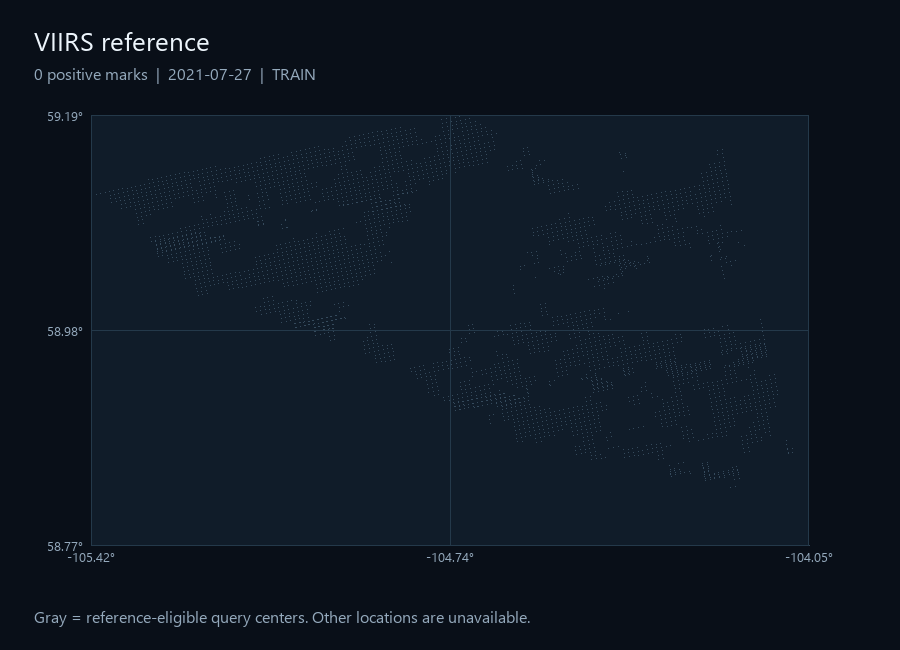 VIIRS reference
0 positive marks | 2021-07-27 | TRAIN
59.19°
58.98°
58.77°
-105.42°
-104.74°
-104.05°
Gray = reference-eligible query centers. Other locations are unavailable.